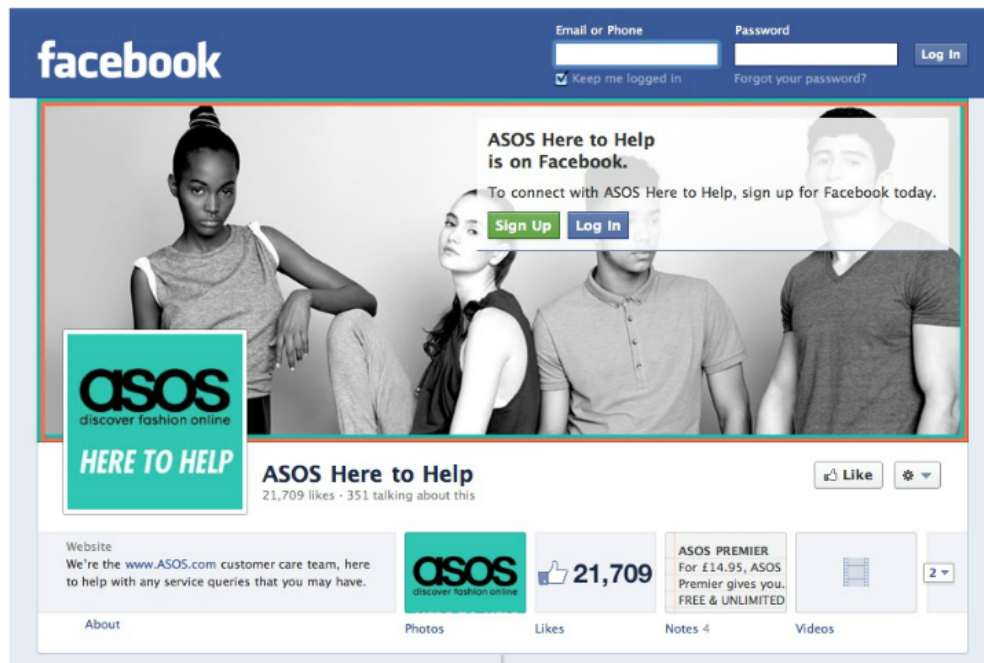 facebook
Email or Phone
Password
Log In
Keep me logged in
Forgot your password?
ASOS Here to Help
is on Facebook.
To connect with ASOS Here to Help, sign up for Facebook today.
Sign Up
Log In
asos
discover fashion online
HERE TO HELP
ASOS Here to Help
21,709 likes · 351 talking about this
Like
Website
We're the www.ASOS.com customer care team, here
to help with any service queries that you may have.
About
asos
discover fashion online
HERE TO HELP
Photos
21,709
Likes
ASOS PREMIER
For £14.95, ASOS
Premier gives you.
FREE & UNLIMITED
Notes 4
Videos
2